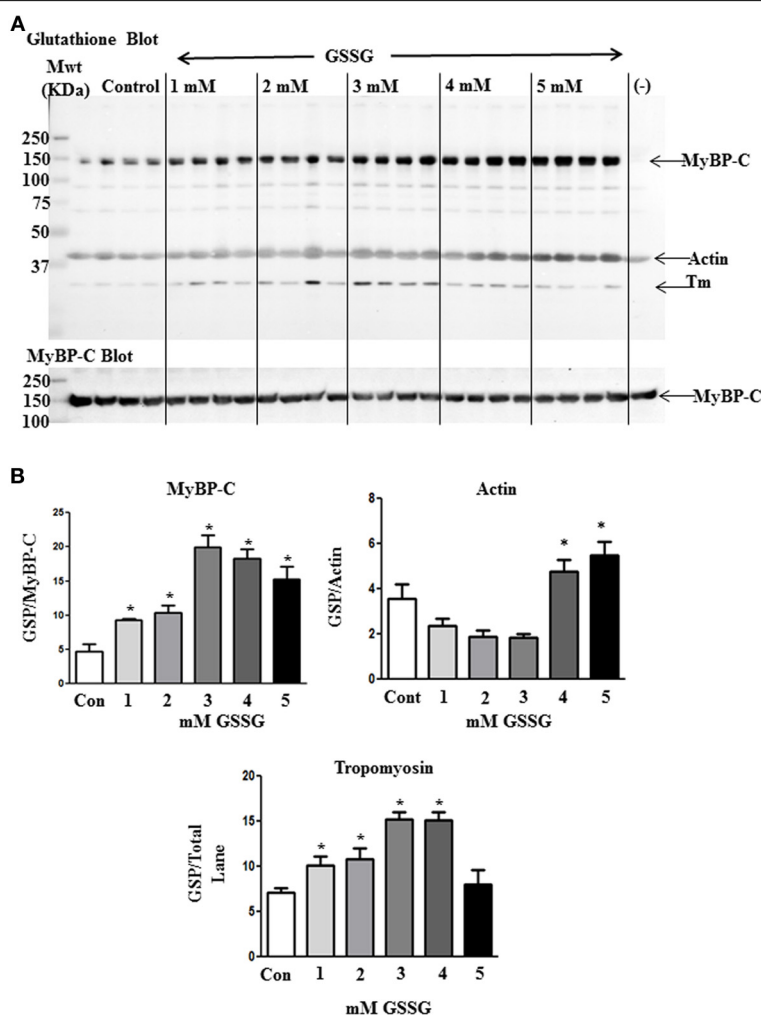 A
Glutathione Blot
GSSG
Mwt
(KDa)
Control
1 mM
2 mM
3 mM
4 mM
5 mM
(-)
250
150
100
75
50
37
MyBP-C
Actin
Tm
MyBP-C Blot
250
150
100
MyBP-C
B
MyBP-C
GSP/MyBP-C
25
20
15
10
5
0
* * * * *
Con 1 2 3 4 5
mM GSSG
Actin
GSP/Actin
8
6
4
2
0
* *
Cont 1 2 3 4 5
mM GSSG
Tropomyosin
GSP/Total
Lane
20
15
10
5
0
* * * *
Con 1 2 3 4 5
mM GSSG